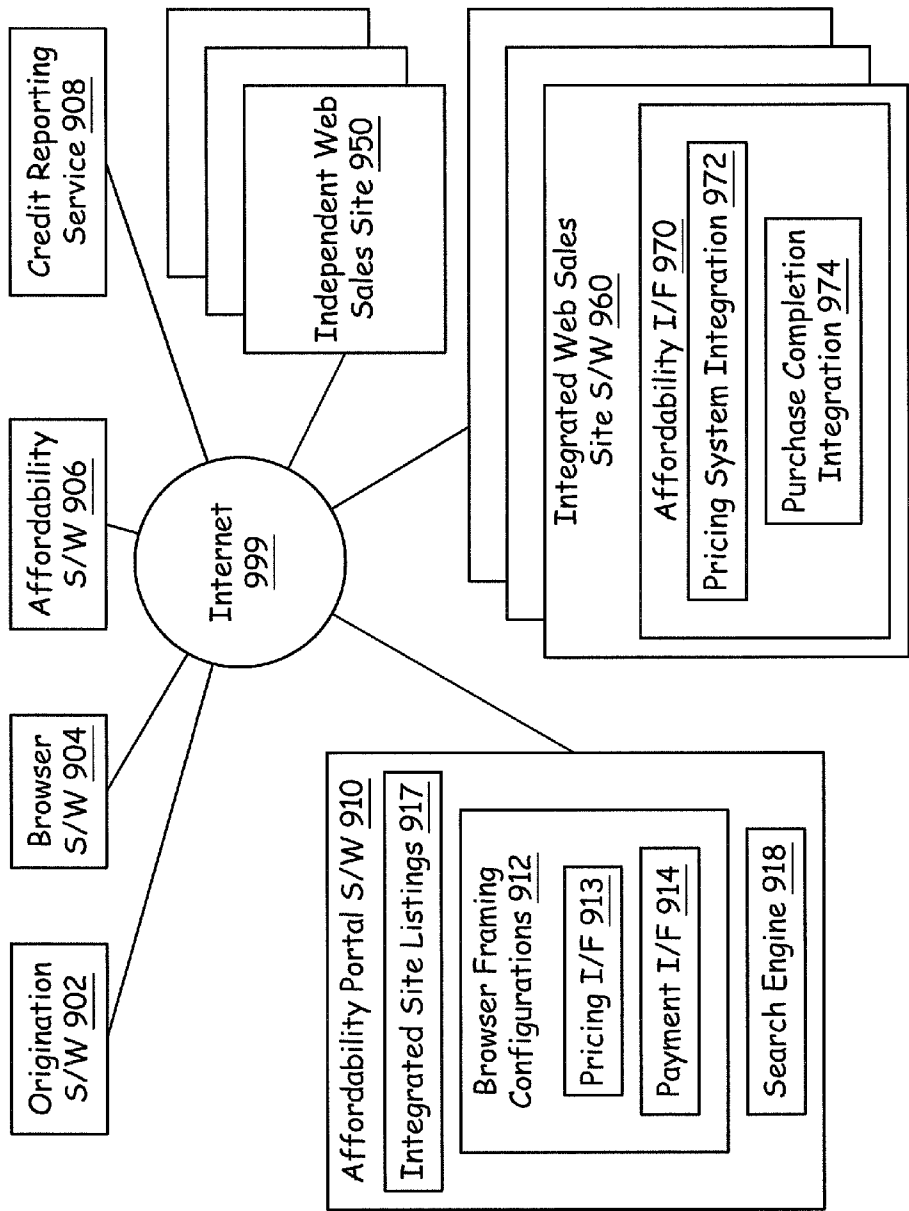 Origination
S/W 902
Browser
S/W 904
Affordability
S/W 906
Credit Reporting
Service 908
Internet
999
Independent Web
Sales Site 950
Affordability Portal S/W 910
Integrated Site Listings 917
Browser Framing
Configurations 912
Pricing I/F 913
Payment I/F 914
Search Engine 918
Integrated Web Sales
Site S/W 960
Affordability I/F 970
Pricing System Integration 972
Purchase Completion
Integration 974